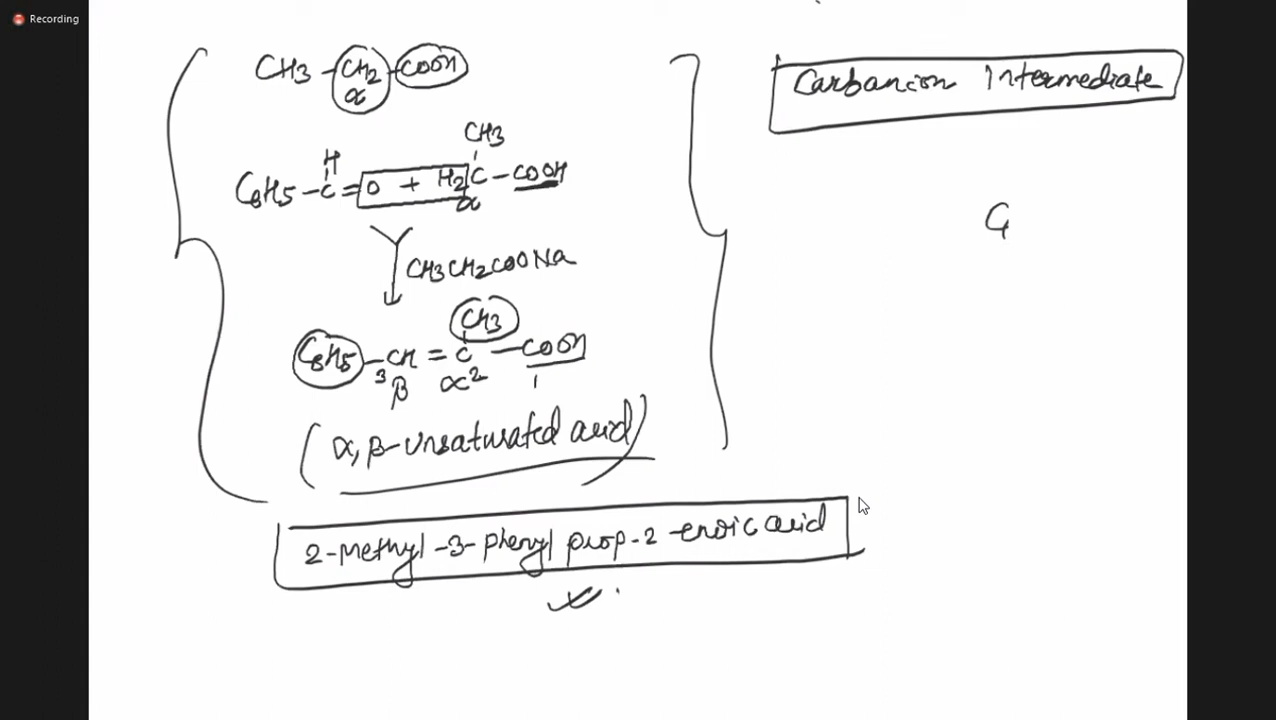 Recording
CH3 - CH2 - COOH
α
Carbanion Intermediate
CH3
H
C6H5 - C = O + H2 C - COOH
α
CH3CH2COONa
CH3
C6H5 - CH = C - COOH
3 β α 2 1
(α, β-unsaturated acid)
2-methyl-3-phenyl prop-2-enoic acid